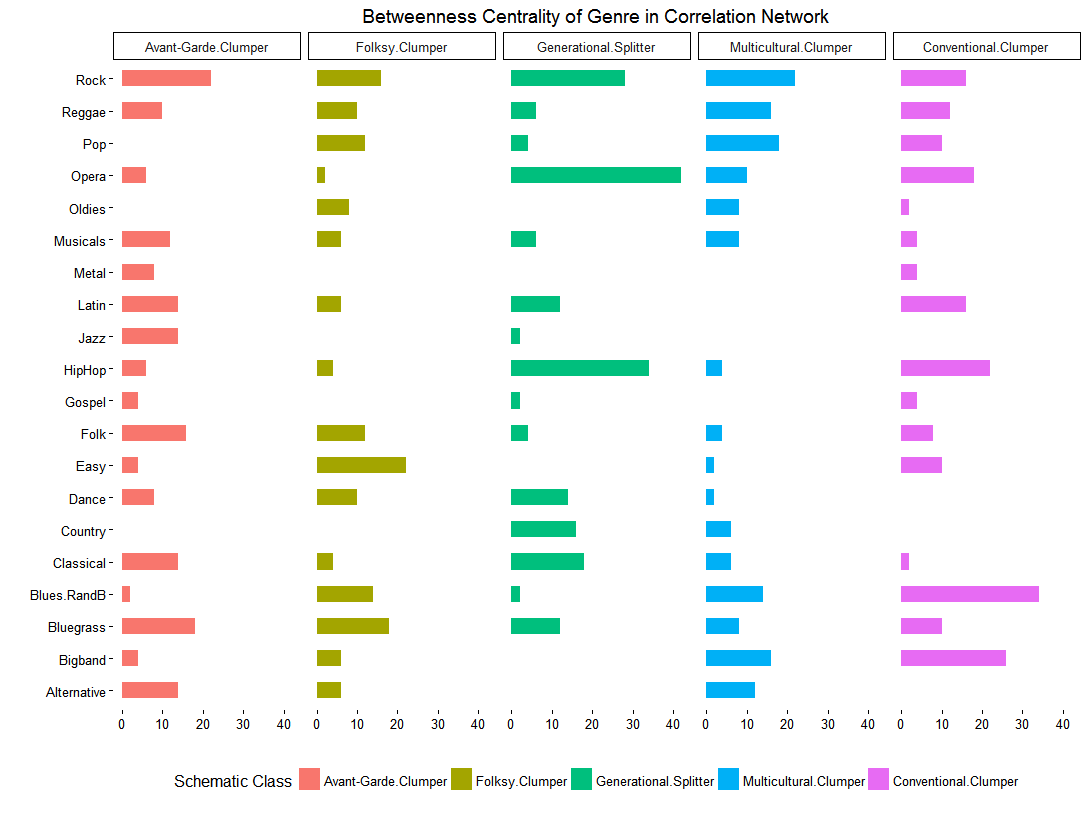 Betweenness Centrality of Genre in Correlation Network
Avant-Garde.Clumper Folksy.Clumper Generational.Splitter Multicultural.Clumper Conventional.Clumper
Rock
Reggae
Pop
Opera
Oldies
Musicals
Metal
Latin
Jazz
HipHop
Gospel
Folk
Easy
Dance
Country
Classical
Blues.RandB
Bluegrass
Bigband
Alternative
0 10 20 30 40 0 10 20 30 40 0 10 20 30 40 0 10 20 30 40 0 10 20 30 40
Schematic Class Avant-Garde.Clumper Folksy.Clumper Generational.Splitter Multicultural.Clumper Conventional.Clumper